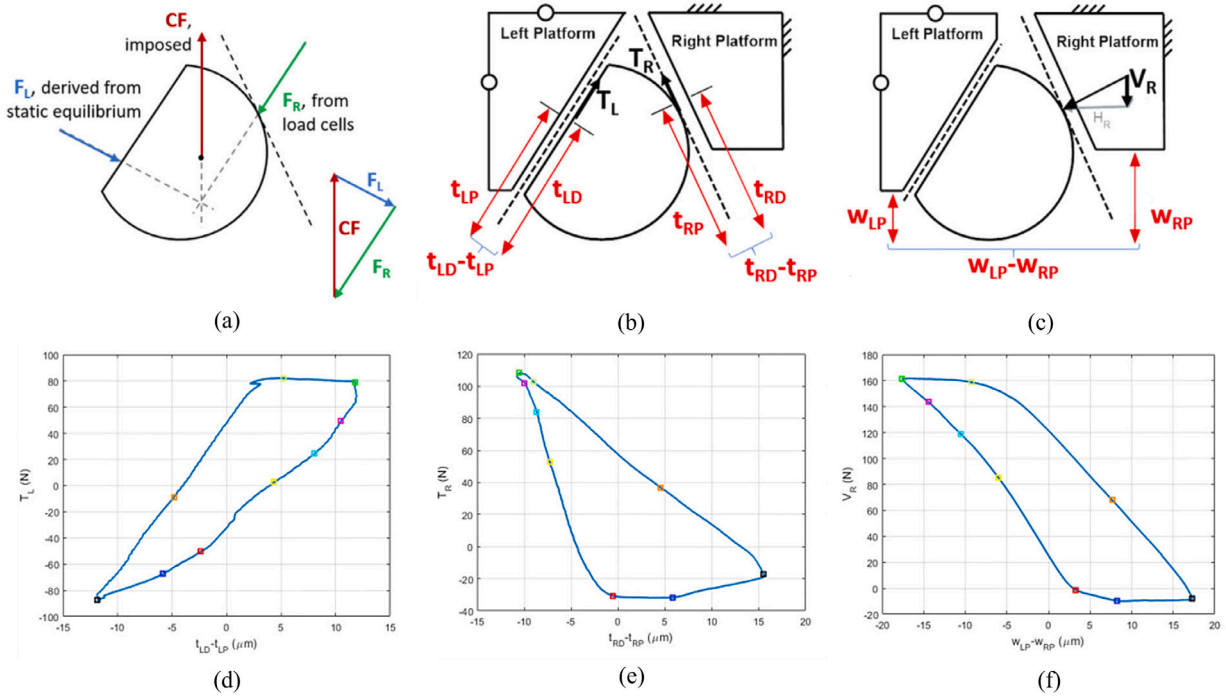 CF,
imposed
F_L, derived from
static equilibrium
F_R, from
load cells
F_L
CF
F_R
(a)
Left Platform
Right Platform
T_R
T_L
t_LP
t_LD
t_RD
t_RP
t_LD-t_LP
t_RD-t_RP
(b)
Left Platform
Right Platform
V_R
H_R
w_LP
w_RP
w_LP-w_RP
(c)
100
80
60
40
20
0
-20
-40
-60
-80
-100
T_L (N)
-15 -10 -5 0 5 10 15
t_LD-t_LP (μm)
(d)
120
100
80
60
40
20
0
-20
-40
T_R (N)
-15 -10 -5 0 5 10 15 20
t_RD-t_RP (μm)
(e)
180
160
140
120
100
80
60
40
20
0
-20
V_R (N)
-20 -15 -10 -5 0 5 10 15 20
w_LP-w_RP (μm)
(f)